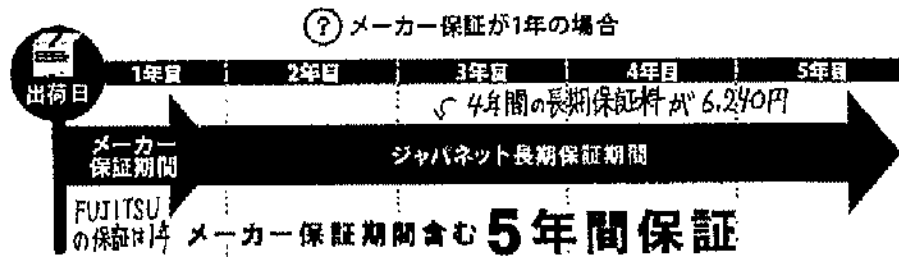 ? メーカー保証が1年の場合
出荷日
1年目 2年目 3年目 4年目 5年目
4年間の長期保証料が6,240円
メーカー
保証期間
ジャパネット長期保証期間
FUJITSU
の保証は1年
メーカー保証期間含む5年間保証